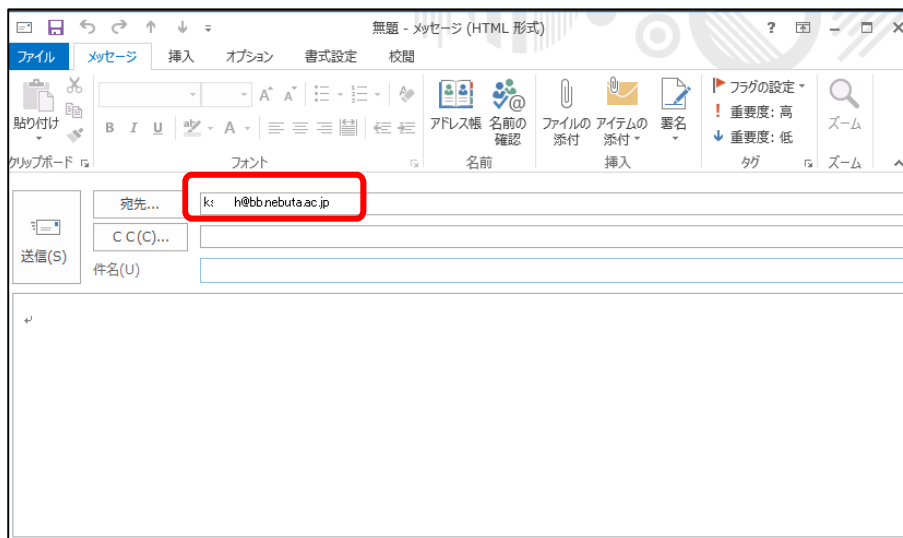 無題 - メッセージ (HTML 形式)
ファイル メッセージ 挿入 オプション 書式設定 校閲
貼り付け
クリップボード
B I U
フォント
アドレス帳 名前の確認
名前
ファイルの添付 アイテムの添付 署名
挿入
フラグの設定
重要度: 高
重要度: 低
タグ
ズーム
ズーム
送信(S)
宛先... h@bb.nebuta.ac.jp
C C(C)...
件名(U)